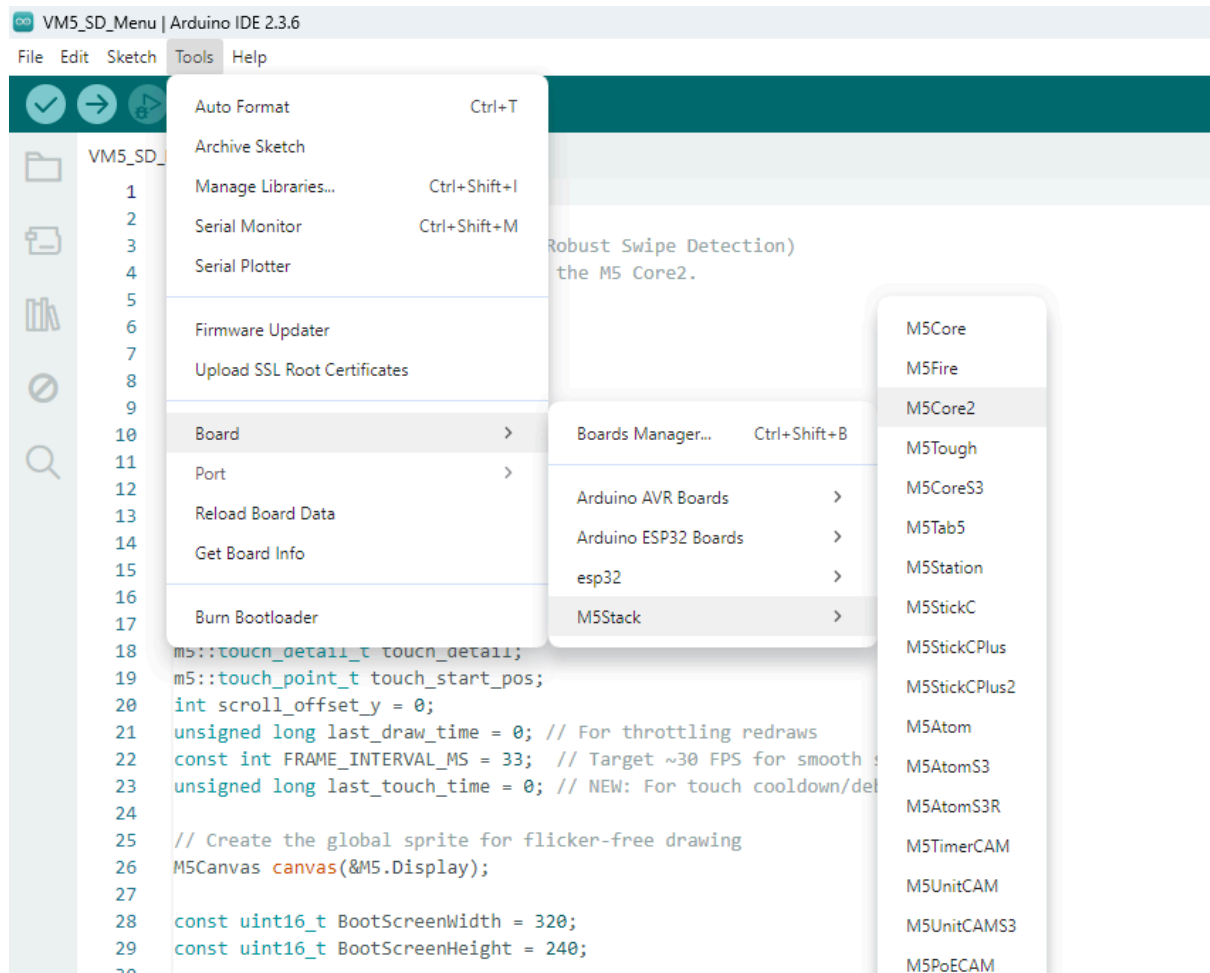 VM5_SD_Menu | Arduino IDE 2.3.6
File Edit Sketch Tools Help
VM5_SD_
Auto Format Ctrl+T
Archive Sketch
Manage Libraries... Ctrl+Shift+I
Serial Monitor Ctrl+Shift+M
Serial Plotter
Firmware Updater
Upload SSL Root Certificates
Board
Port
Reload Board Data
Get Board Info
Burn Bootloader
Boards Manager... Ctrl+Shift+B
Arduino AVR Boards
Arduino ESP32 Boards
esp32
M5Stack
M5Core
M5Fire
M5Core2
M5Tough
M5CoreS3
M5Tab5
M5Station
M5StickC
M5StickCPlus
M5StickCPlus2
M5Atom
M5AtomS3
M5AtomS3R
M5TimerCAM
M5UnitCAM
M5UnitCAMS3
M5PoECAM
1
2
3 Robust Swipe Detection)
4 the M5 Core2.
5
6
7
8
9
10
11
12
13
14
15
16
17
18 m5::touch_detail_t touch_detail;
19 m5::touch_point_t touch_start_pos;
20 int scroll_offset_y = 0;
21 unsigned long last_draw_time = 0; // For throttling redraws
22 const int FRAME_INTERVAL_MS = 33; // Target ~30 FPS for smooth
23 unsigned long last_touch_time = 0; // NEW: For touch cooldown/de
24
25 // Create the global sprite for flicker-free drawing
26 M5Canvas canvas(&M5.Display);
27
28 const uint16_t BootScreenWidth = 320;
29 const uint16_t BootScreenHeight = 240;
30